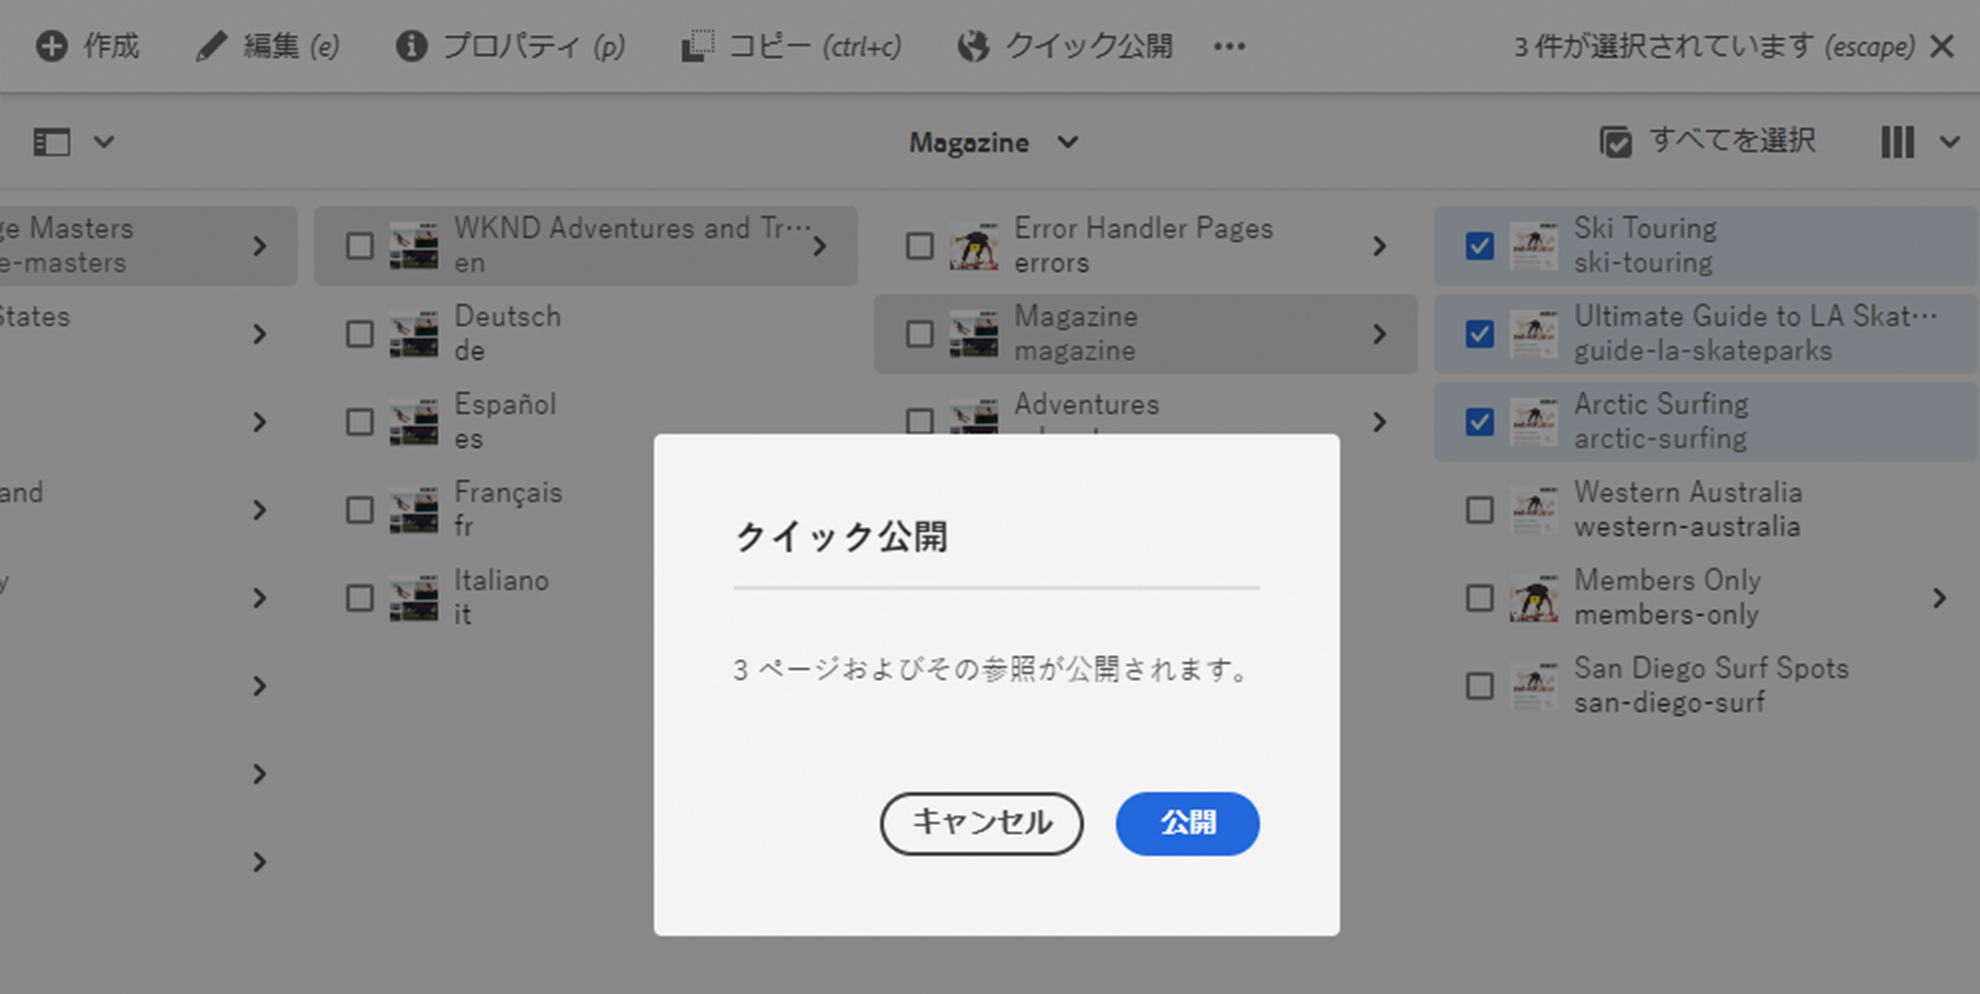 作成
編集 (e)
プロパティ (p)
コピー (ctrl+c)
クイック公開
3 件が選択されています (escape)
Magazine
すべてを選択
ge Masters
e-masters
States
and
y
WKND Adventures and Tr…
en
Deutsch
de
Español
es
Français
fr
Italiano
it
Error Handler Pages
errors
Magazine
magazine
Adventures
Ski Touring
ski-touring
Ultimate Guide to LA Skat…
guide-la-skateparks
Arctic Surfing
arctic-surfing
Western Australia
western-australia
Members Only
members-only
San Diego Surf Spots
san-diego-surf
クイック公開
3 ページおよびその参照が公開されます。
キャンセル
公開